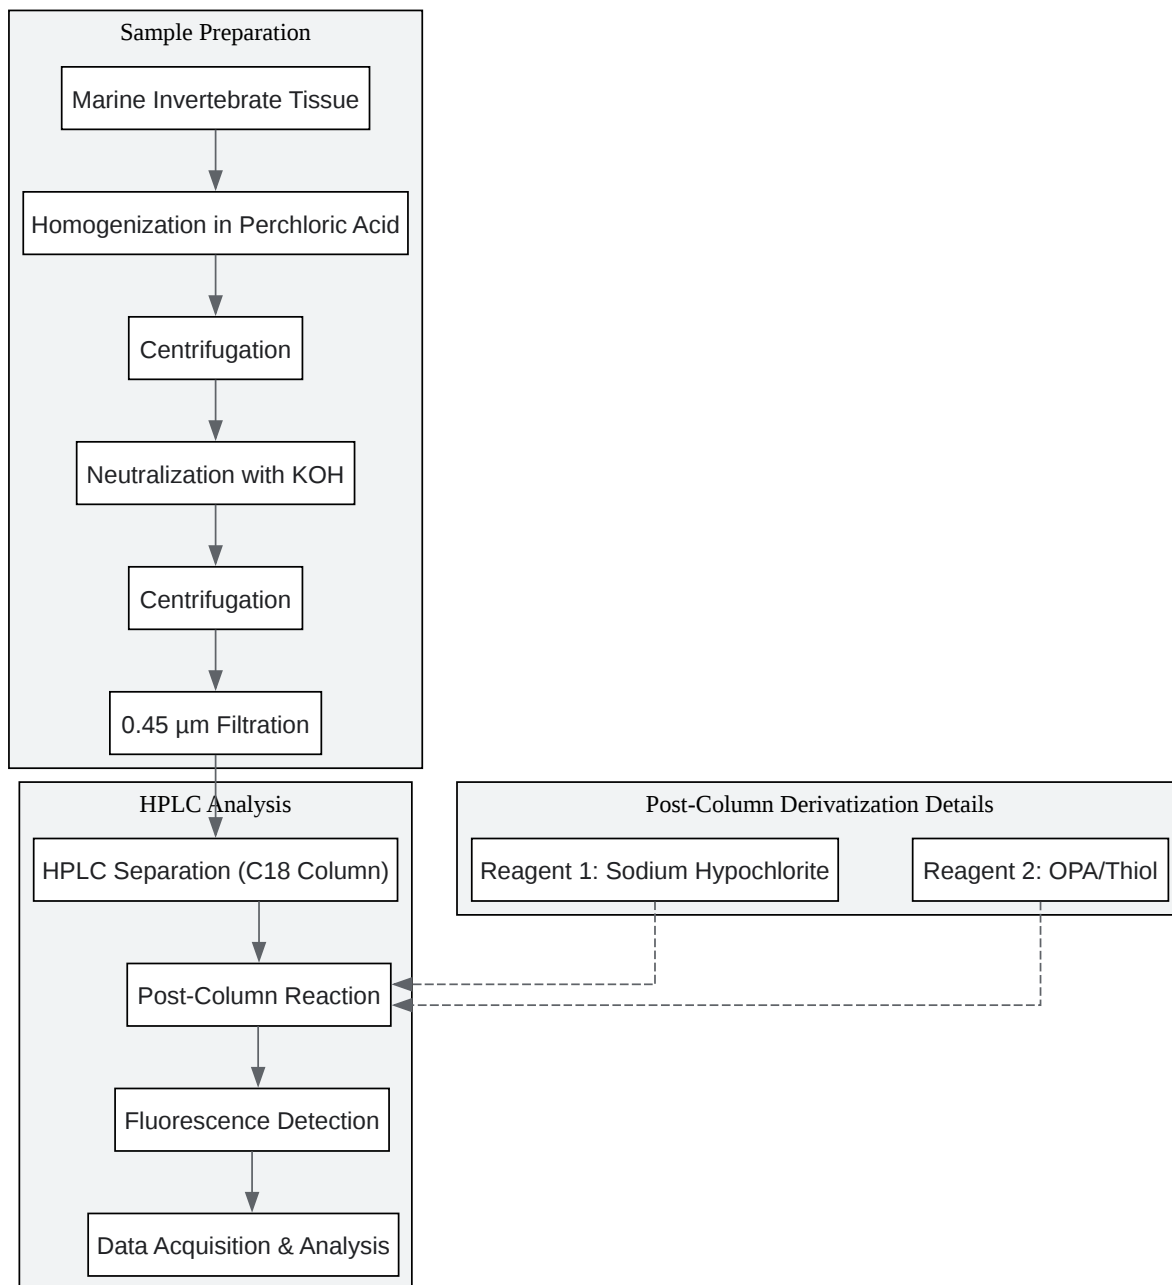 Sample Preparation
Marine Invertebrate Tissue
Homogenization in Perchloric Acid
Centrifugation
Neutralization with KOH
Centrifugation
0.45 µm Filtration
HPLC Analysis
HPLC Separation (C18 Column)
Post-Column Reaction
Fluorescence Detection
Data Acquisition & Analysis
Post-Column Derivatization Details
Reagent 1: Sodium Hypochlorite
Reagent 2: OPA/Thiol